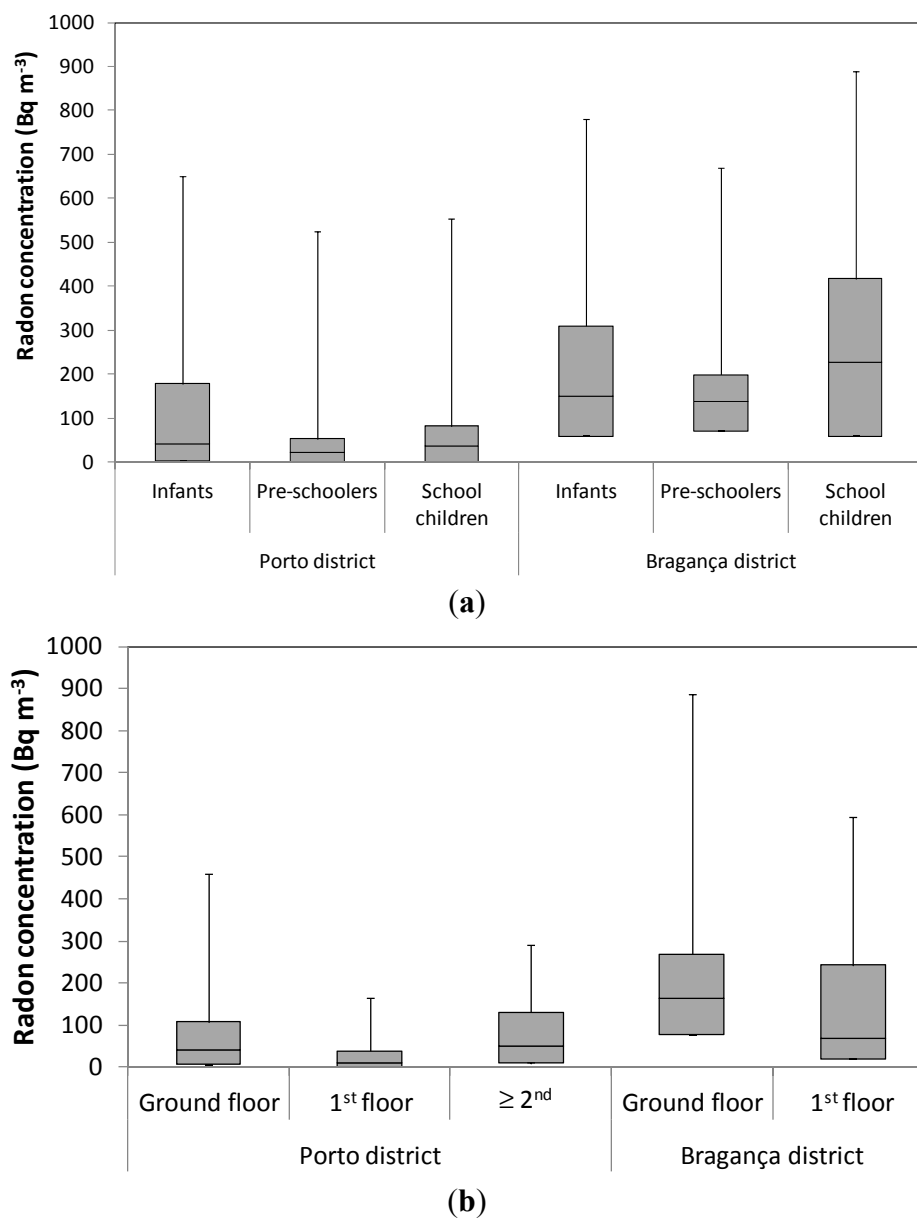 Radon concentration (Bq m⁻³)
1000
900
800
700
600
500
400
300
200
100
0
Infants Pre-schoolers School children Infants Pre-schoolers School children
Porto district Bragança district
(a)
Radon concentration (Bq m⁻³)
1000
900
800
700
600
500
400
300
200
100
0
Ground floor 1ˢᵗ floor ≥ 2ⁿᵈ Ground floor 1ˢᵗ floor
Porto district Bragança district
(b)